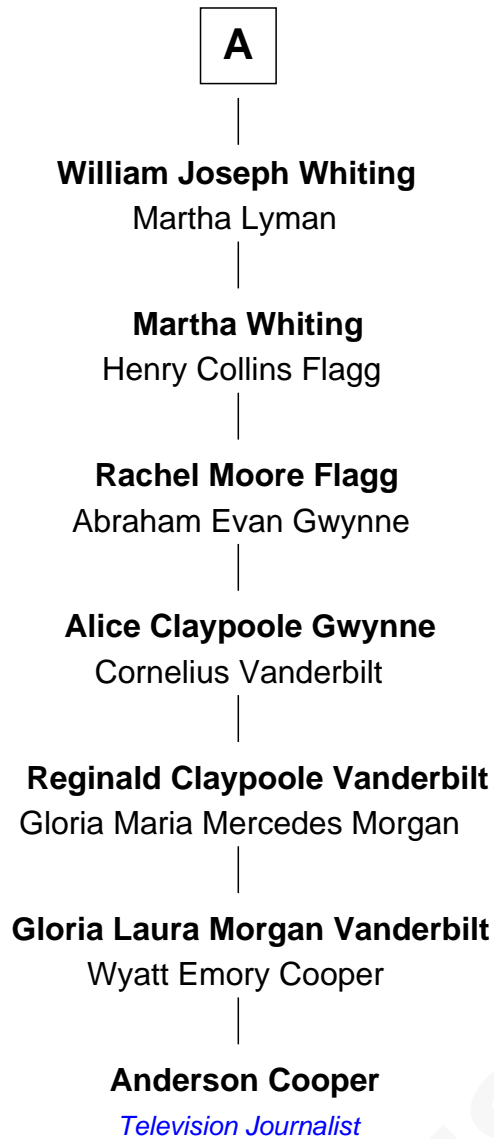 A
William Joseph Whiting
Martha Lyman
Martha Whiting
Henry Collins Flagg
Rachel Moore Flagg
Abraham Evan Gwynne
Alice Claypoole Gwynne
Cornelius Vanderbilt
Reginald Claypoole Vanderbilt
Gloria Maria Mercedes Morgan
Gloria Laura Morgan Vanderbilt
Wyatt Emory Cooper
Anderson Cooper
Television Journalist